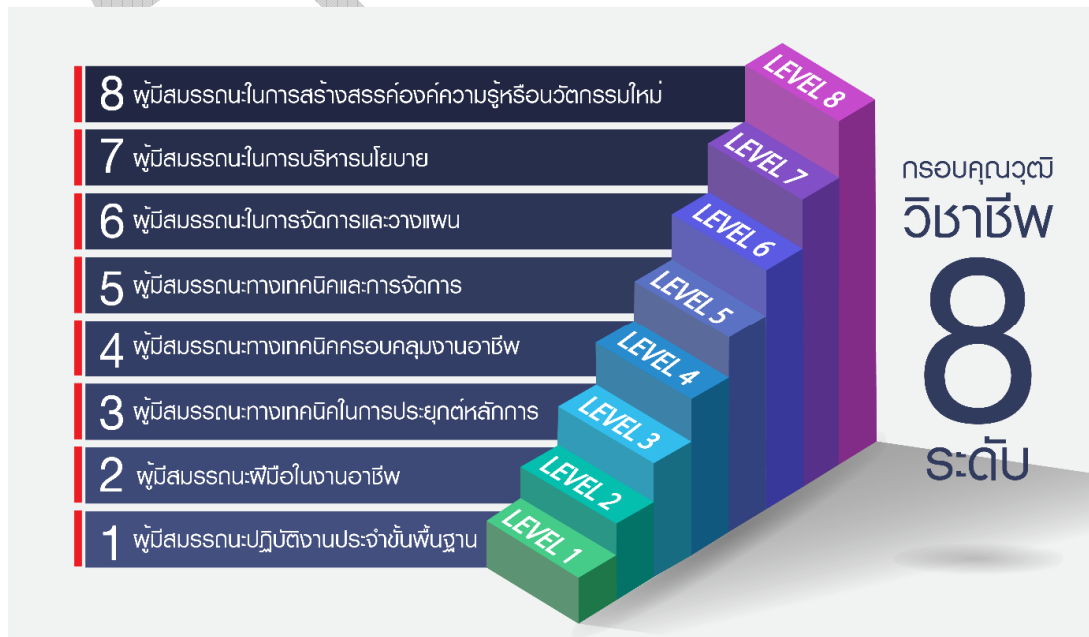 8 ผู้มีสมรรถนะในการสร้างสรรค์องค์ความรู้หรือนวัตกรรมใหม่
7 ผู้มีสมรรถนะในการบริหารนโยบาย
6 ผู้มีสมรรถนะในการจัดการและวางแผน
5 ผู้มีสมรรถนะทางเทคนิคและการจัดการ
4 ผู้มีสมรรถนะทางเทคนิคครอบคลุมงานอาชีพ
3 ผู้มีสมรรถนะทางเทคนิคในการประยุกต์หลักการ
2 ผู้มีสมรรถนะฝีมือในงานอาชีพ
1 ผู้มีสมรรถนะปฏิบัติงานประจำขั้นพื้นฐาน
LEVEL 8
LEVEL 7
LEVEL 6
LEVEL 5
LEVEL 4
LEVEL 3
LEVEL 2
LEVEL 1
กรอบคุณวุฒิ
วิชาชีพ
8
ระดับ